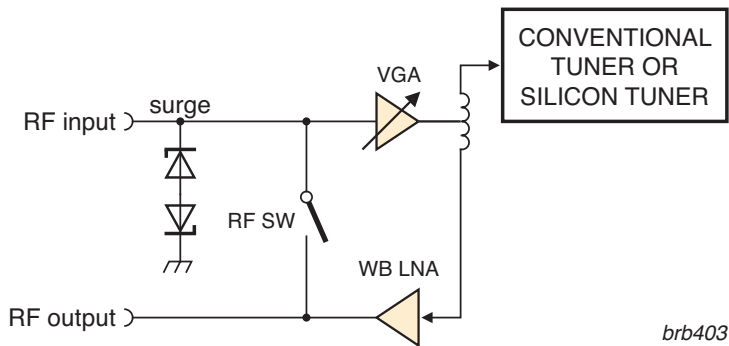 CONVENTIONAL
TUNER OR
SILICON TUNER
VGA
surge
RF input
RF SW
WB LNA
RF output
brb403